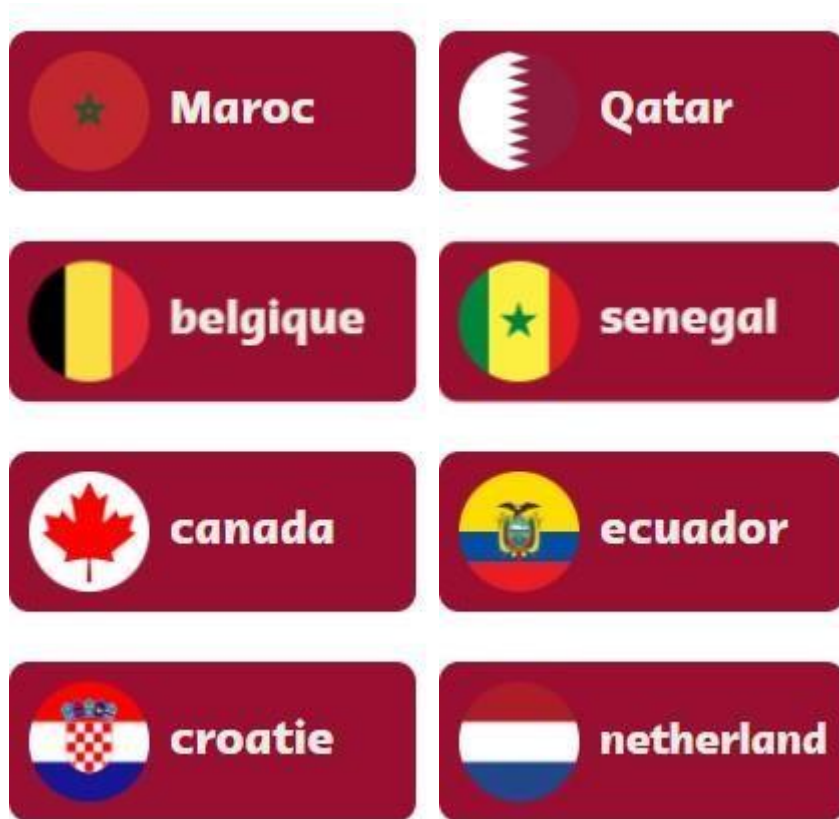 Maroc
Qatar
belgique
senegal
canada
ecuador
croatie
netherland